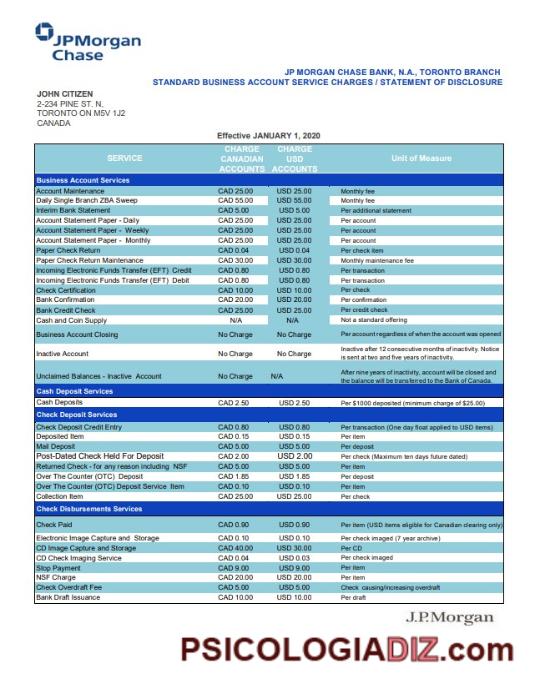 JPMorgan
Chase
JP MORGAN CHASE BANK, N.A., TORONTO BRANCH
STANDARD BUSINESS ACCOUNT SERVICE CHARGES / STATEMENT OF DISCLOSURE
JOHN CITIZEN
2-234 PINE ST. N,
TORONTO ON M5V 1J2
CANADA
Effective JANUARY 1, 2020
SERVICE CHARGE CANADIAN ACCOUNTS CHARGE USD ACCOUNTS Unit of Measure
Business Account Services
Account Maintenance CAD 25.00 USD 25.00 Monthly fee
Daily Single Branch ZBA Sweep CAD 55.00 USD 55.00 Monthly fee
Interim Bank Statement CAD 5.00 USD 5.00 Per additional statement
Account Statement Paper - Daily CAD 25.00 USD 25.00 Per account
Account Statement Paper - Weekly CAD 25.00 USD 25.00 Per account
Account Statement Paper - Monthly CAD 25.00 USD 25.00 Per account
Paper Check Return CAD 0.04 USD 0.04 Per check item
Paper Check Return Maintenance CAD 30.00 USD 30.00 Monthly maintenance fee
Incoming Electronic Funds Transfer (EFT) Credit CAD 0.80 USD 0.80 Per transaction
Incoming Electronic Funds Transfer (EFT) Debit CAD 0.80 USD 0.80 Per transaction
Check Certification CAD 10.00 USD 10.00 Per check
Bank Confirmation CAD 20.00 USD 20.00 Per confirmation
Bank Credit Check CAD 25.00 USD 25.00 Per credit check
Cash and Coin Supply N/A N/A Not a standard offering
Business Account Closing No Charge No Charge Per account regardless of when the account was opened
Inactive Account No Charge No Charge Inactive after 12 consecutive months of inactivity. Notice
is sent at two and five years of inactivity.
Unclaimed Balances - Inactive Account No Charge N/A After nine years of inactivity, account will be closed and
the balance will be transferred to the Bank of Canada.
Cash Deposit Services
Cash Deposits CAD 2.50 USD 2.50 Per $1000 deposited (minimum charge of $25.00)
Check Deposit Services
Check Deposit Credit Entry CAD 0.80 USD 0.80 Per transaction (One day float applied to USD items)
Deposited Item CAD 0.15 USD 0.15 Per item
Mail Deposit CAD 5.00 USD 5.00 Per deposit
Post-Dated Check Held For Deposit CAD 2.00 USD 2.00 Per check (Maximum ten days future dated)
Returned Check - for any reason including NSF CAD 5.00 USD 5.00 Per item
Over The Counter (OTC) Deposit CAD 1.85 USD 1.85 Per deposit
Over The Counter (OTC) Deposit Service Item CAD 0.10 USD 0.10 Per item
Collection Item CAD 25.00 USD 25.00 Per check
Check Disbursements Services
Check Paid CAD 0.90 USD 0.90 Per item (USD items eligible for Canadian clearing only)
Electronic Image Capture and Storage CAD 0.10 USD 0.10 Per check imaged (7 year archive)
CD Image Capture and Storage CAD 40.00 USD 30.00 Per CD
CD Check Imaging Service CAD 0.04 USD 0.03 Per check imaged
Stop Payment CAD 9.00 USD 9.00 Per item
NSF Charge CAD 20.00 USD 20.00 Per item
Check Overdraft Fee CAD 5.00 USD 5.00 Check causing/increasing overdraft
Bank Draft Issuance CAD 10.00 USD 10.00 Per draft
J.P.Morgan
PSICOLOGIADIZ.com